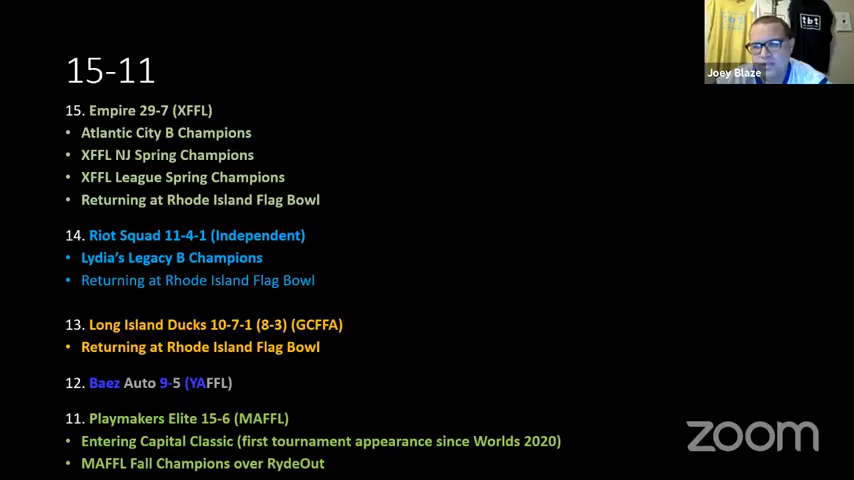 tbt
tbt
Joey Blaze
15-11
15. Empire 29-7 (XFFL)
• Atlantic City B Champions
• XFFL NJ Spring Champions
• XFFL League Spring Champions
• Returning at Rhode Island Flag Bowl
14. Riot Squad 11-4-1 (Independent)
• Lydia's Legacy B Champions
• Returning at Rhode Island Flag Bowl
13. Long Island Ducks 10-7-1 (8-3) (GCFFA)
• Returning at Rhode Island Flag Bowl
12. Baez Auto 9-5 (YAFFL)
11. Playmakers Elite 15-6 (MAFFL)
• Entering Capital Classic (first tournament appearance since Worlds 2020)
• MAFFL Fall Champions over RydeOut
zoom